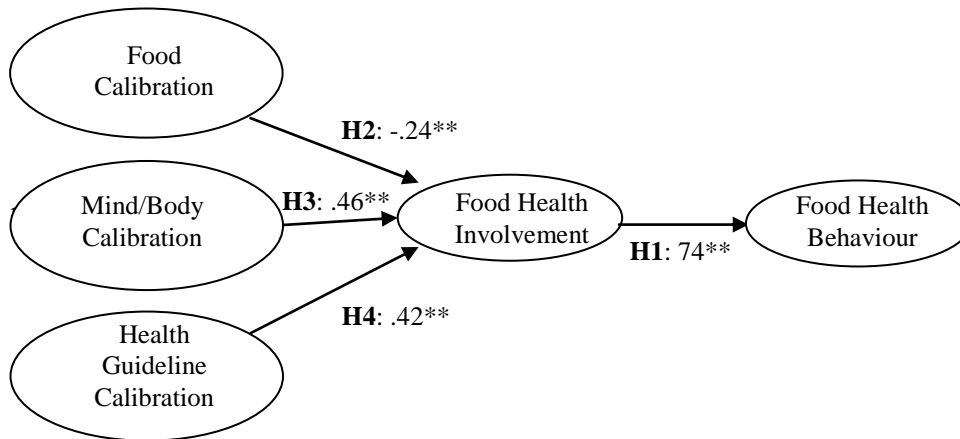 Food
Calibration
H2: -.24**
Mind/Body
Calibration
H3: .46**
Food Health
Involvement
Food Health
Behaviour
H1: 74**
H4: .42**
Health
Guideline
Calibration